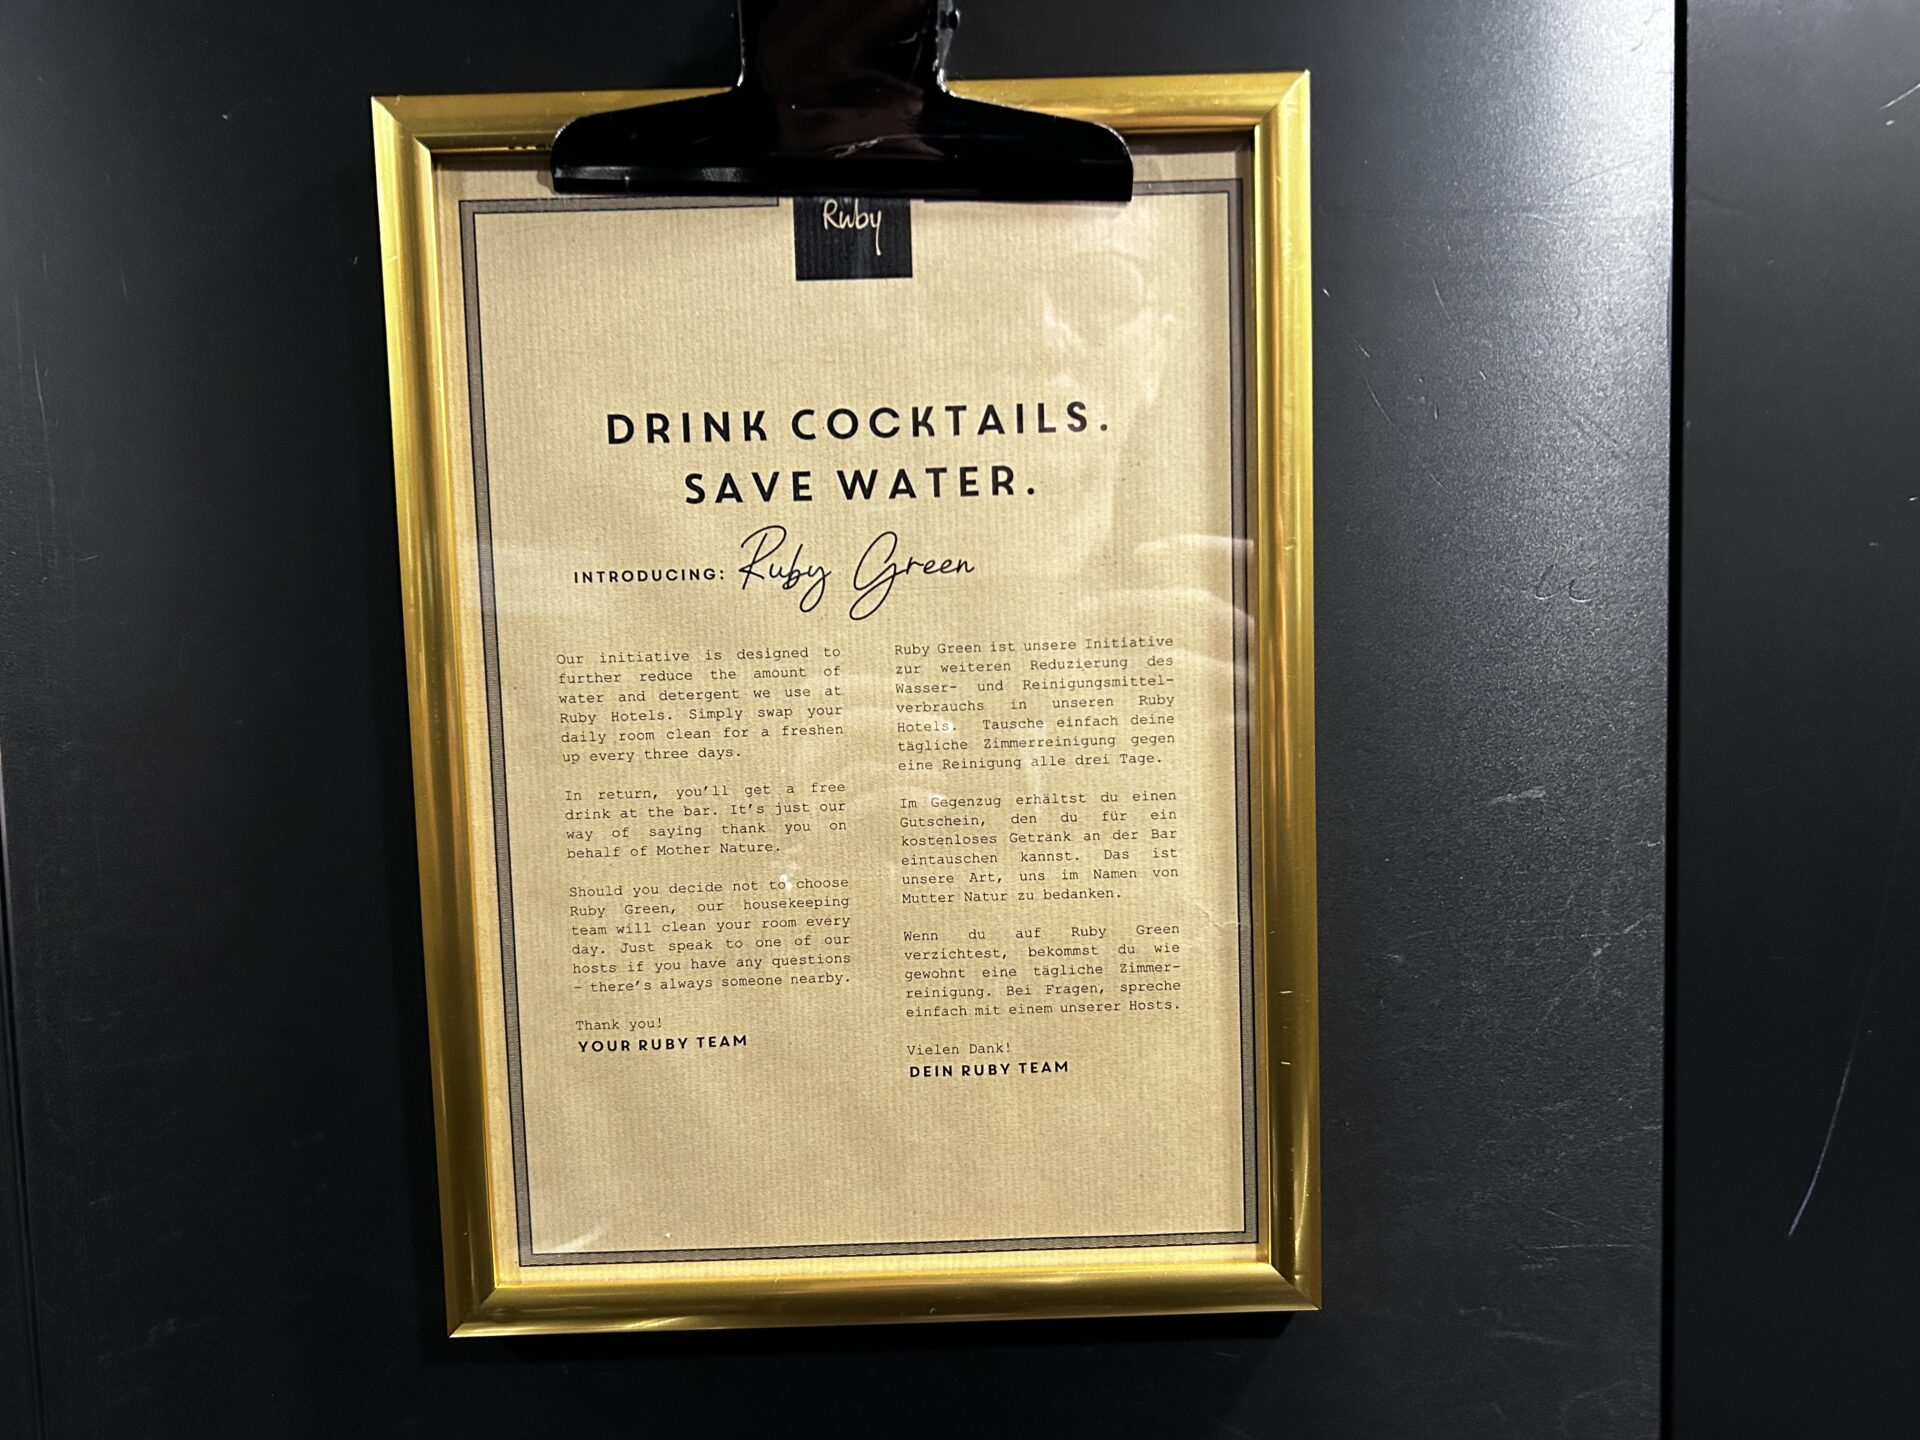 Ruby
DRINK COCKTAILS.
SAVE WATER.
INTRODUCING: Ruby Green
Our initiative is designed to
further reduce the amount of
water and detergent we use at
Ruby Hotels. Simply swap your
daily room clean for a freshen
up every three days.
In return, you'll get a free
drink at the bar. It's just our
way of saying thank you on
behalf of Mother Nature.
Should you decide not to choose
Ruby Green, our housekeeping
team will clean your room every
day. Just speak to one of our
hosts if you have any questions
– there's always someone nearby.
Thank you!
YOUR RUBY TEAM
Ruby Green ist unsere Initiative
zur weiteren Reduzierung des
Wasser- und Reinigungsmittel-
verbrauchs in unseren Ruby
Hotels. Tausche einfach deine
tägliche Zimmerreinigung gegen
eine Reinigung alle drei Tage.
Im Gegenzug erhältst du einen
Gutschein, den du für ein
kostenloses Getränk an der Bar
eintauschen kannst. Das ist
unsere Art, uns im Namen von
Mutter Natur zu bedanken.
Wenn du auf Ruby Green
verzichtest, bekommst du wie
gewohnt eine tägliche Zimmer-
reinigung. Bei Fragen, spreche
einfach mit einem unserer Hosts.
Vielen Dank!
DEIN RUBY TEAM